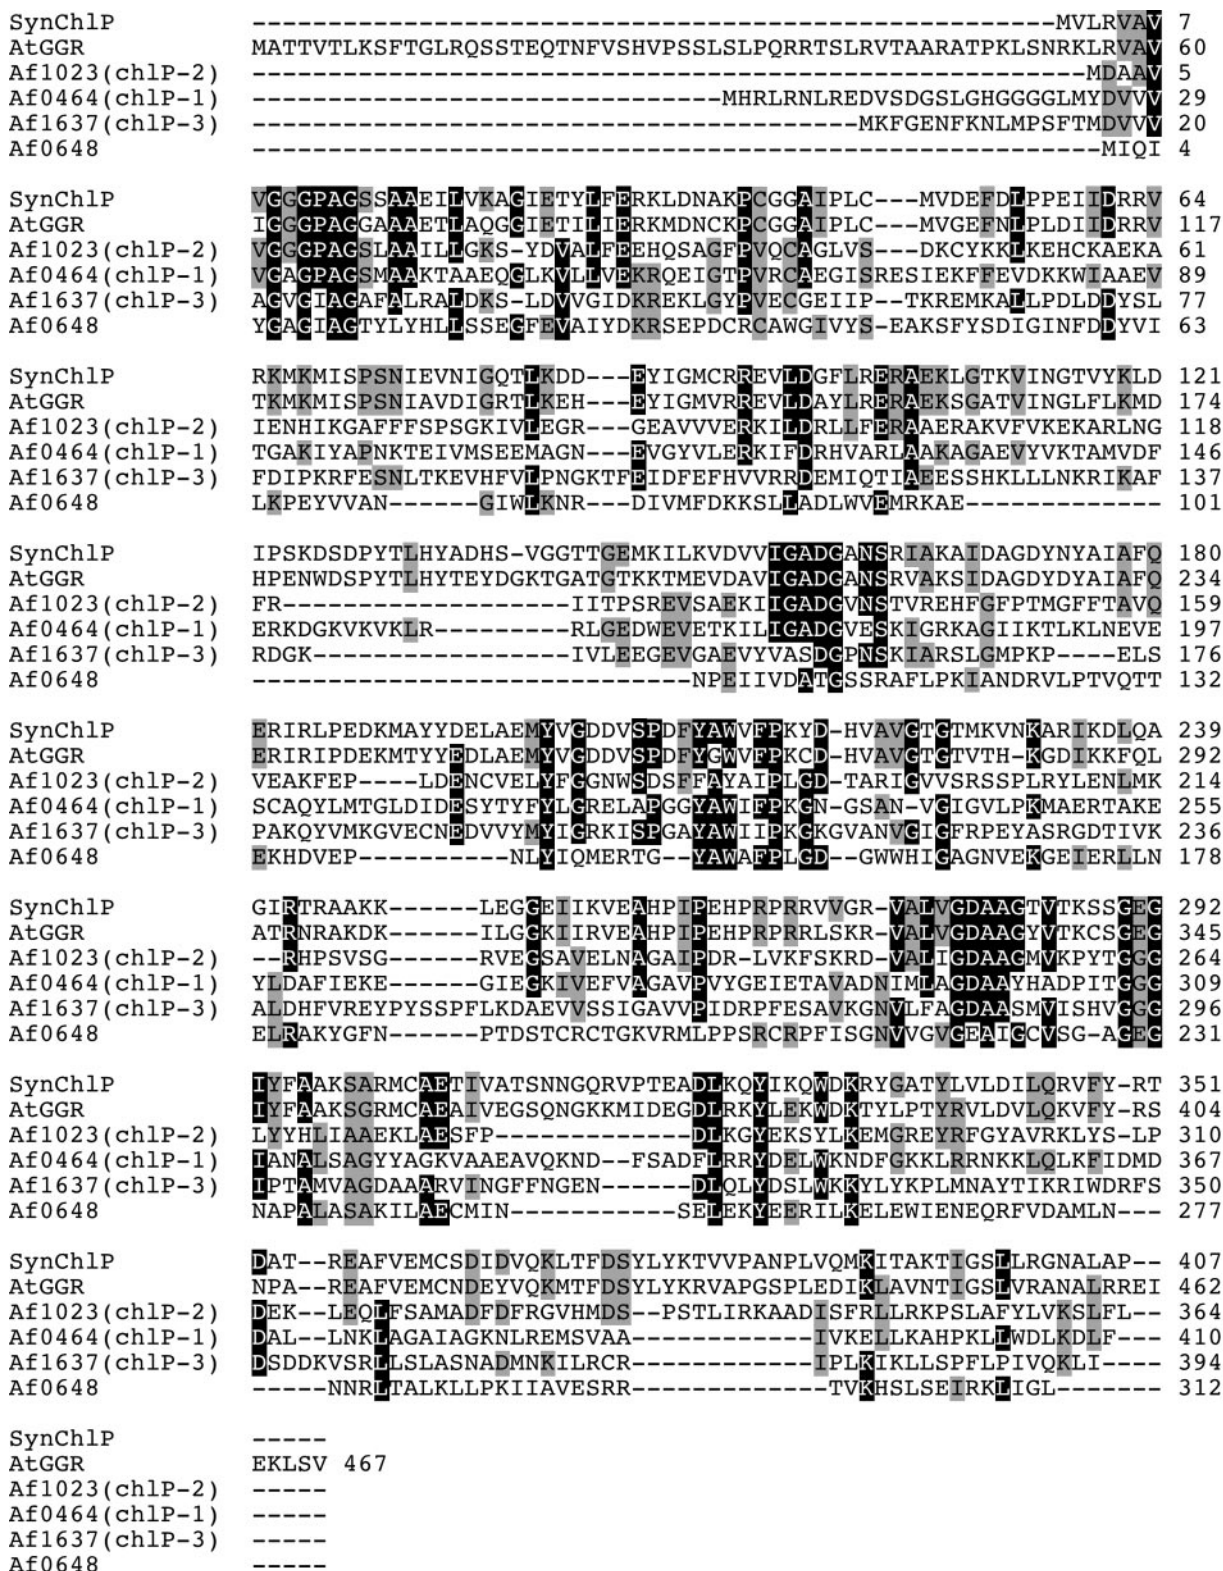 SynChlP ------------------------------------------------------MVLRVAV 7
AtGGR MATTVTLKSFTGLRQSSTEQTNFVSHVPSSLSLPQRRTSLRVTAARATPKLSNRKLRVAV 60
Af1023(chlP-2) --------------------------------------------------------MDAAV 5
Af0464(chlP-1) -------------------------------MHRLRNLREDVSDGSLGHGGGGLMYDVVV 29
Af1637(chlP-3) ----------------------------------------MKFGENFKNLMPSFTMDVVV 20
Af0648 ---------------------------------------------------------MIQI 4
SynChlP VGGGPAGSSAAEILVKAGIETYLFERKLDNAKPCGGAIPLC---MVDEFDLPPEIIDRRV 64
AtGGR IGGGPAGGAAAETLAQGGIETILIERKMDNCKPCGGAIPLC---MVGEFNLPLDIIDRRV 117
Af1023(chlP-2) VGGGPAGSLAAILLGKS-YDVALFEEHQSAGFPVQCAGLVS---DKCYKKLKEHCKAEKA 61
Af0464(chlP-1) VGAGPAGSMAAKTAAEQGLKVLLVEKRQEIGTPVRCAEGISRESIEKFFEVDKKWIAAEV 89
Af1637(chlP-3) AGVGIAGAFALRALDKS-LDVVGIDKREKLGYPVECGEIIP--TKREMKALLPDLDDYSL 77
Af0648 YGAGIAGTYLYHLLSSEGFEVAIYDKRSEPDCRCAWGIVYS-EAKSFYSDIGINFDDYVI 63
SynChlP RKMKMISPSNIEVNIGQTLKDD---EYIGMCRREVLDGFLRERAEKLGTKVINGTVYKLD 121
AtGGR TKMKMISPSNIAVDIGRTLKEH---EYIGMVRREVLDAYLRERAEKSGATVINGLFLKMD 174
Af1023(chlP-2) IENHIKGAFFFSPSGKIVLEGR---GEAVVVERKILDRLLFERAAERAKVFVKEKARLNG 118
Af0464(chlP-1) TGAKIYAPNKTEIVMSEEMAGN---EVGYVLERKIFDRHVARLAAKAGAEVYVKTAMVDF 146
Af1637(chlP-3) FDIPKRFESNLTKEVHFVLPNGKTFEIDFEFHVVRRDEMIQTIAEESSHKLLLNKRIKAF 137
Af0648 LKPEYVVAN------GIWLKNR---DIVMFDKKSLLADLWVEMRKAE------------- 101
SynChlP IPSKDSDPYTLHYADHS-VGGTTGEMKILKVDVVIGADGANSRIAKAIDAGDYNYAIAFQ 180
AtGGR HPENWDSPYTLHYTEYDGKTGATGTKKTMEVDAVIGADGANSRVAKSIDAGDYDYAIAFQ 234
Af1023(chlP-2) FR-------------------IITPSREVSAEKIIGADGVNSTVREHFGFPTMGFFTAVQ 159
Af0464(chlP-1) ERKDGKVKVKLR---------RLGEDWEVETKILIGADGVESKIGRKAGIIKTLKLNEVE 197
Af1637(chlP-3) RDGK-----------------IVLEEGEVGAEVYVASDGPNSKIARSLGMPKP----ELS 176
Af0648 -----------------------------NPEIIVDATGSSRAFLPKIANDRVLPTVQTT 132
SynChlP ERIRLPEDKMAYYDELAEMYVGDDVSPDFYAWVFPKYD-HVAVGTGTMKVNKARIKDLQA 239
AtGGR ERIRIPDEKMTYYEDLAEMYVGDDVSPDFYGWVFPKCD-HVAVGTGTVTH-KGDIKKFQL 292
Af1023(chlP-2) VEAKFEP----LDENCVELYFGGNWSDSFFAYAIPLGD-TARIGVVSRSSPLRYLENLMK 214
Af0464(chlP-1) SCAQYLMTGLDIDESYTYFYLGRELAPGGYAWIFPKGN-GSAN-VGIGVLPKMAERTAKE 255
Af1637(chlP-3) PAKQYVMKGVECNEDVVYMYIGRKISPGAYAWIIPKGKGVANVGIGFRPEYASRGDTIVK 236
Af0648 EKHDVEP----------NLYIQMERTG--YAWAFPLGD--GWWHIGAGNVEKGEIERLLN 178
SynChlP GIRTRAAKK------LEGGEIIKVEAHPIPEHPRPRRVVGR-VALVGDAAGTVTKSSGEG 292
AtGGR ATRNRAKDK------ILGGKIIRVEAHPIPEHPRPRRLSKR-VALVGDAAGYVTKCSGEG 345
Af1023(chlP-2) --RHPSVSG------RVEGSAVELNAGAIPDR-LVKFSKRD-VALIGDAAGMVKPYTGGG 264
Af0464(chlP-1) YLDAFIEKE------GIEGKIVEFVAGAVPVYGEIETAVADNIMLAGDAAYHADPITGGG 309
Af1637(chlP-3) ALDHFVREYPYSSPFLKDAEVVSSIGAVVPIDRPFESAVKGNVLFAGDAASMVISHVGGG 296
Af0648 ELRAKYGFN------PTDSTCRCTGKVRMLPPSRCRPFISGNVVGVGEAIGCVSG-AGEG 231
SynChlP IYFAAKSARMCAETIVATSNNGQRVPTEADLKQYIKQWDKRYGATYLVLDILQRVFY-RT 351
AtGGR IYFAAKSGRMCAEAIVEGSQNGKKMIDEGDLRKYLEKWDKTYLPTYRVLDVLQKVFY-RS 404
Af1023(chlP-2) LYYHLIAAEKLAESFP------------DLKGYEKSYLKEMGREYRFGYAVRKLYS-LP 310
Af0464(chlP-1) IANALSAGYYAGKVAAEAVQKND--FSADFLRRYDELWKNDFGKKLRRNKKLQLKFIDMD 367
Af1637(chlP-3) IPTAMVAGDAAARVINGFFNGEN-----DLQLYDSLWKKYLYKPLMNAYTIKRIWDRFS 350
Af0648 NAPALASAKILAECMIN-----------SELEKYEERILKELEWIENEQRFVDAMLN--- 277
SynChlP DAT--REAFVEMCSDIDVQKLTFDSYLYKTVVPANPLVQMKITAKTIGSLLRGNALAP-- 407
AtGGR NPA--REAFVEMCNDEYVQKMTFDSYLYKRVAPGSPLEDIKLAVNTIGSLVRANALRREI 462
Af1023(chlP-2) DEK--LEQLFSAMADFDFRGVHMDS--PSTLIRKAADISFRLLRKPSLAFYLVKSLFL-- 364
Af0464(chlP-1) DAL--LNKLAGAIAGKNLREMSVAA------------IVKELLKAHPKLLWDLKDLF--- 410
Af1637(chlP-3) DSDDKVSRLLSLASNADMNKILRCR------------IPLKIKLLSPFLPIVQKLI---- 394
Af0648 -----NNRLTALKLLPKIIAVESRR-------------TVKHSLSEIRKLIGL------- 312
SynChlP -----
AtGGR EKLSV 467
Af1023(chlP-2) -----
Af0464(chlP-1) -----
Af1637(chlP-3) -----
Af0648 -----